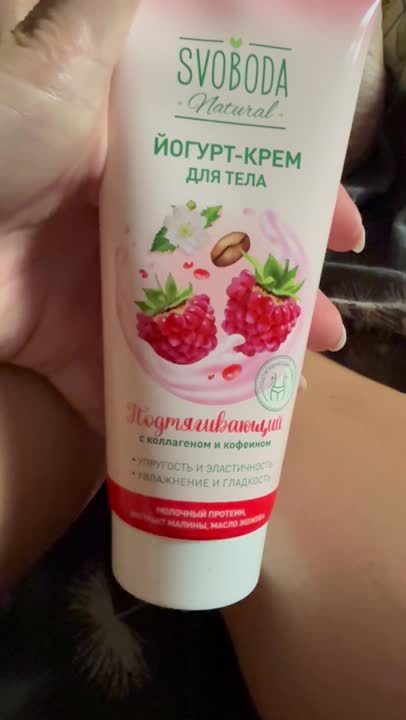 SVOBODA
Natural
ЙОГУРТ-КРЕМ
ДЛЯ ТЕЛА
Подтягивающий
с коллагеном и кофеином
• УПРУГОСТЬ И ЭЛАСТИЧНОСТЬ
• УВЛАЖНЕНИЕ И ГЛАДКОСТЬ
МОЛОЧНЫЙ ПРОТЕИН,
ЭКСТРАКТ МАЛИНЫ, МАСЛО ЖОЖОБА